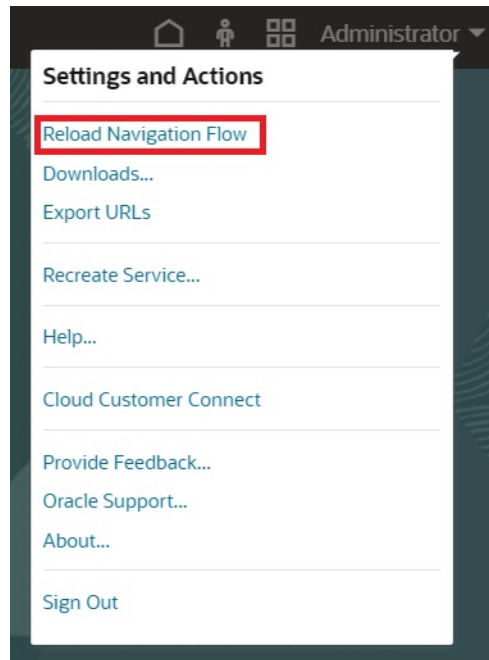 Administrator
Settings and Actions
Reload Navigation Flow
Downloads...
Export URLs
Recreate Service...
Help...
Cloud Customer Connect
Provide Feedback...
Oracle Support...
About...
Sign Out